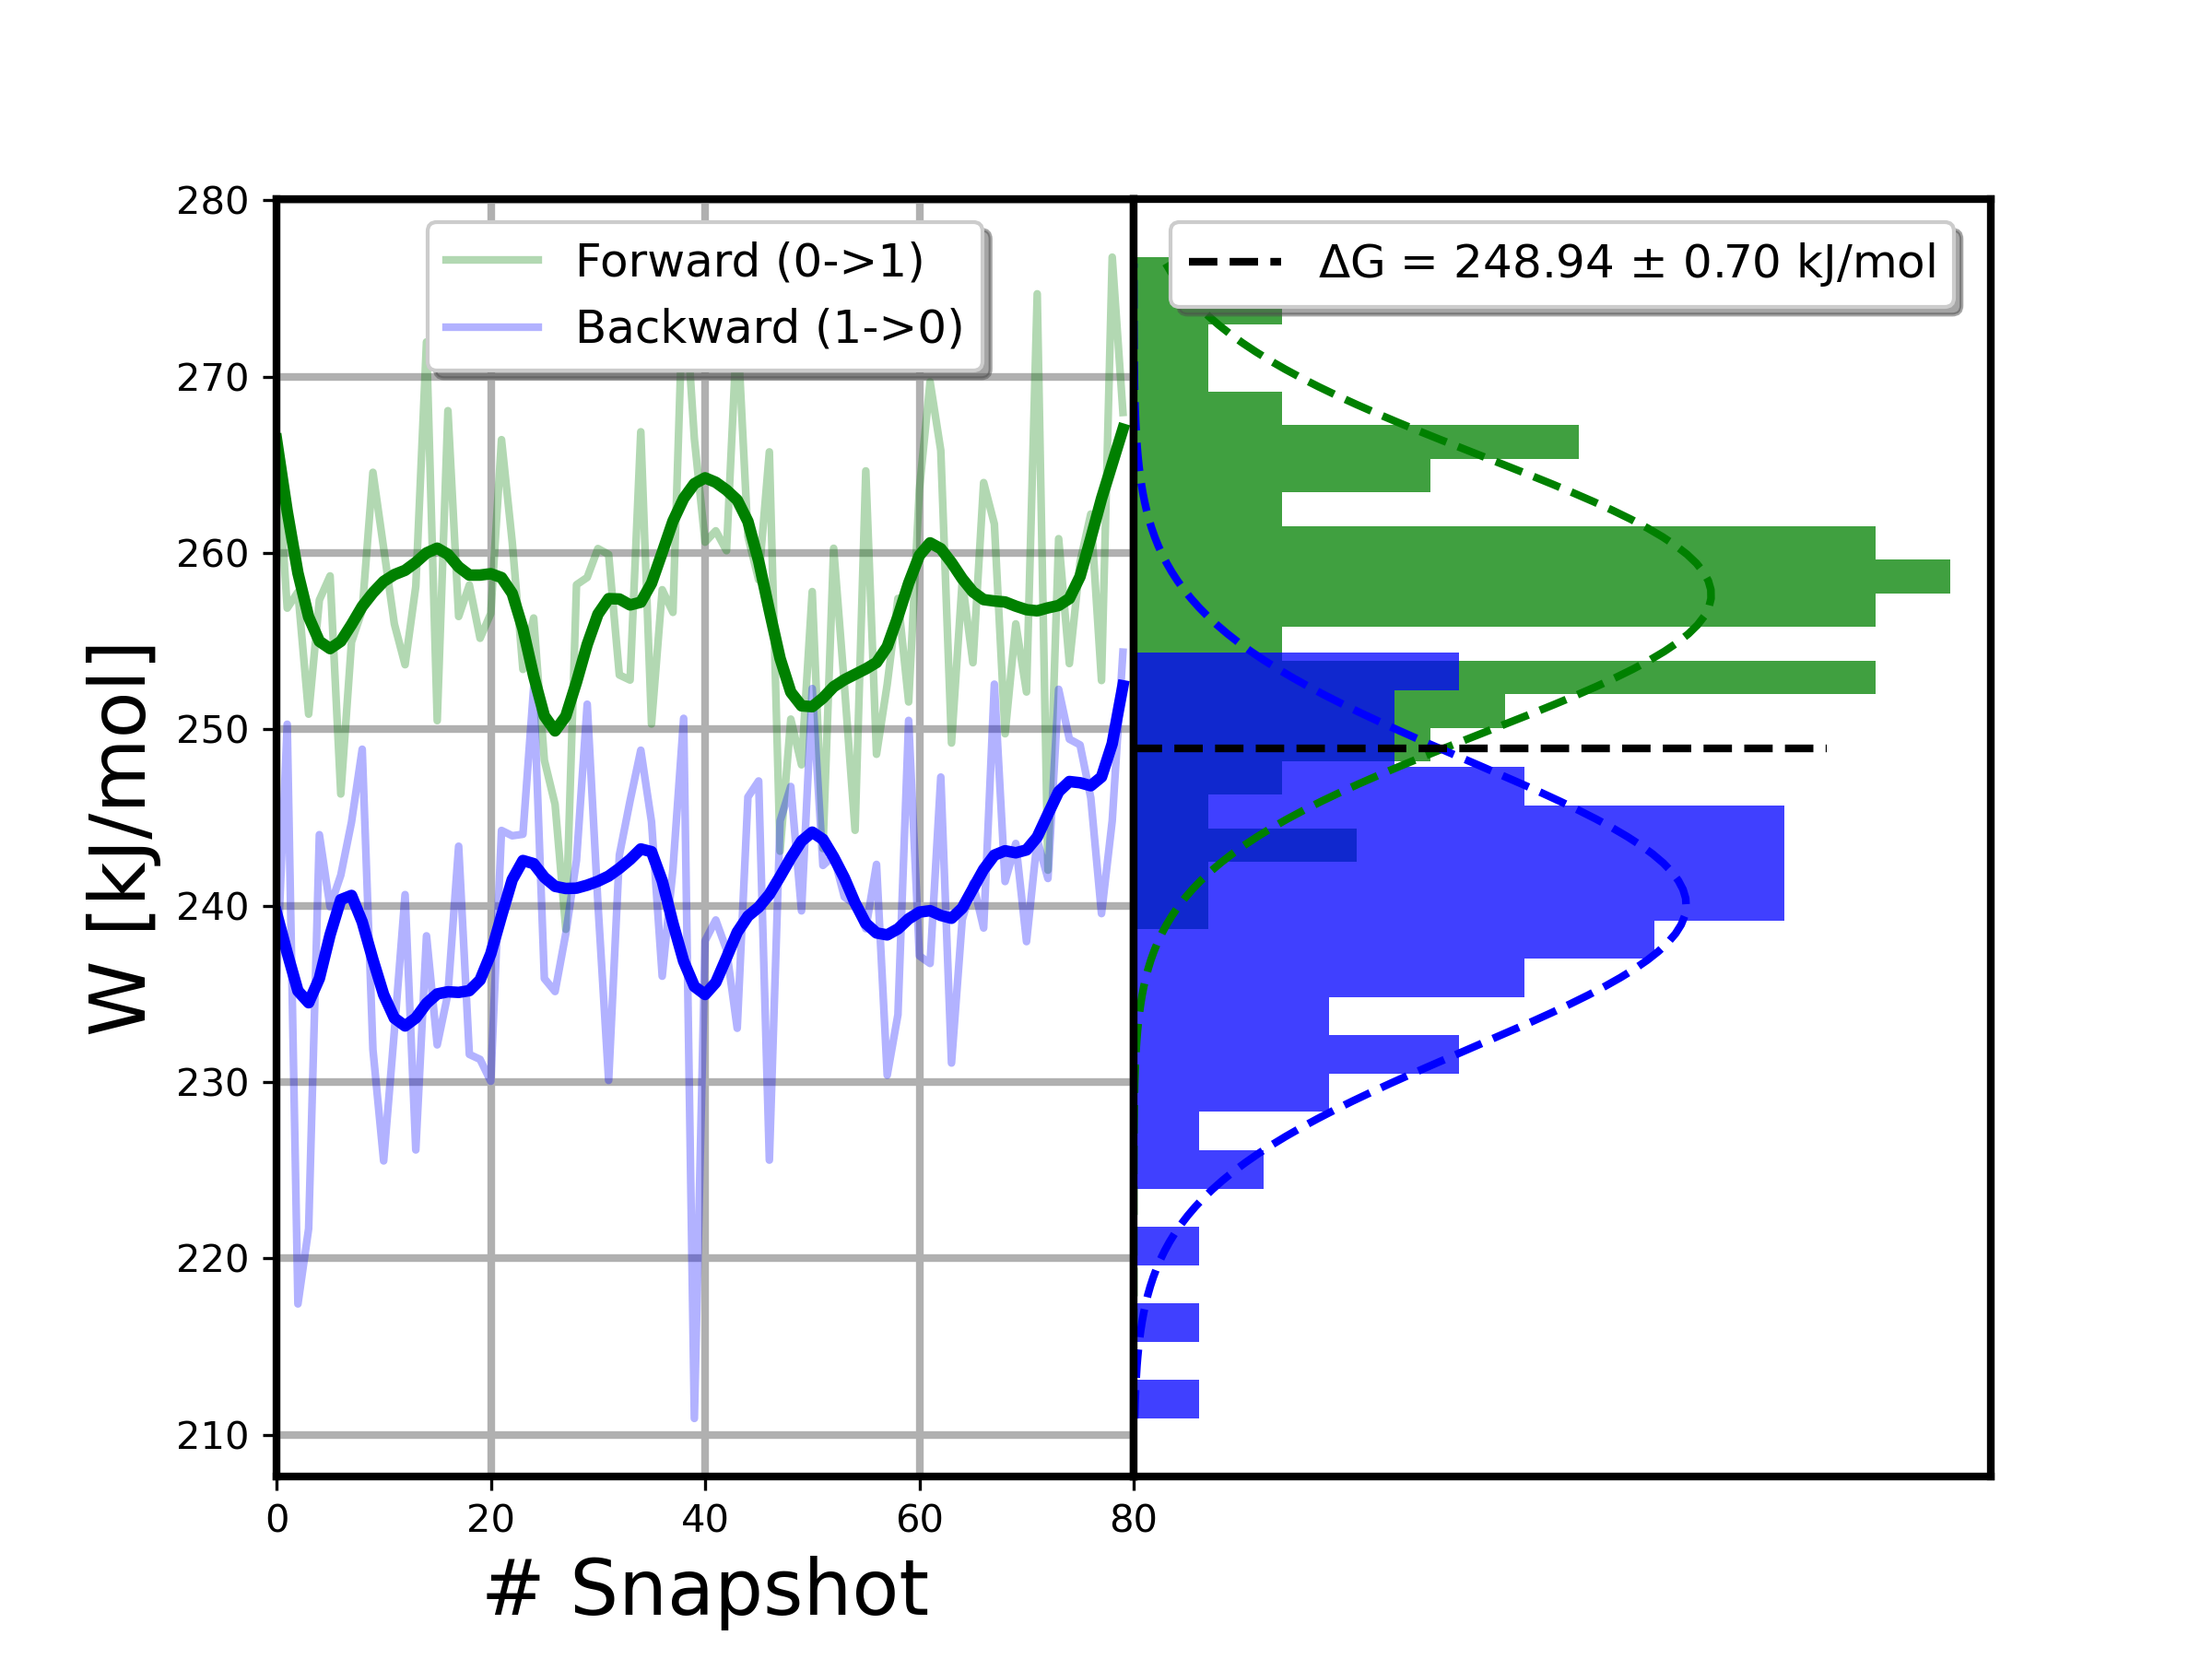 280
270
260
250
240
230
220
210
W [kJ/mol]
Forward (0->1)
Backward (1->0)
ΔG = 248.94 ± 0.70 kJ/mol
0 20 40 60 80
# Snapshot